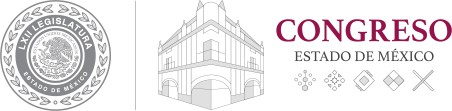 LXII LEGISLATURA
ESTADO DE MÉXICO
CONGRESO
ESTADO DE MÉXICO